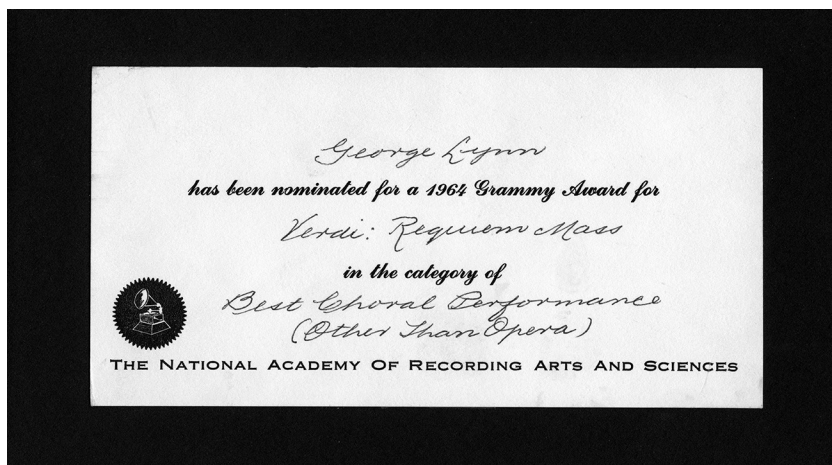 George Lynn
has been nominated for a 1964 Grammy Award for
Verdi: Requiem Mass
in the category of
Best Choral Performance
(Other Than Opera)
THE NATIONAL ACADEMY OF RECORDING ARTS AND SCIENCES